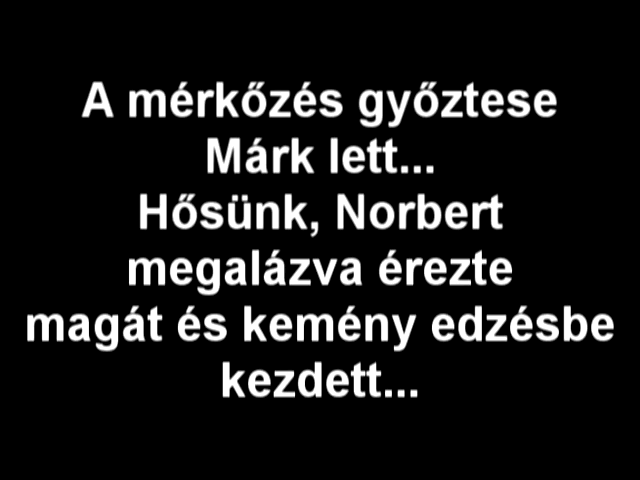 A mérkőzés győztese
Márk lett...
Hősünk, Norbert
megalázva érezte
magát és kemény edzésbe
kezdett...